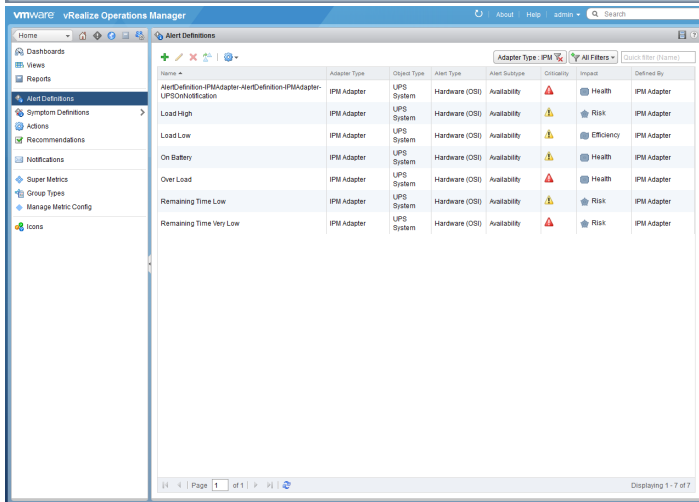 vmware vRealize Operations Manager
About Help admin Search
Home
Alert Definitions
Dashboards
Views
Reports
Alert Definitions
Symptom Definitions
Actions
Recommendations
Notifications
Super Metrics
Group Types
Manage Metric Config
Icons
Adapter Type : IPM All Filters Quick filter (Name)
Name Adapter Type Object Type Alert Type Alert Subtype Criticality Impact Defined By
AlertDefinition-IPMAdapter-AlertDefinition-IPMAdapter-
UPSOnNotification IPM Adapter UPS System Hardware (OSI) Availability Health IPM Adapter
Load High IPM Adapter UPS System Hardware (OSI) Availability Risk IPM Adapter
Load Low IPM Adapter UPS System Hardware (OSI) Availability Efficiency IPM Adapter
On Battery IPM Adapter UPS System Hardware (OSI) Availability Health IPM Adapter
Over Load IPM Adapter UPS System Hardware (OSI) Availability Health IPM Adapter
Remaining Time Low IPM Adapter UPS System Hardware (OSI) Availability Risk IPM Adapter
Remaining Time Very Low IPM Adapter UPS System Hardware (OSI) Availability Risk IPM Adapter
Page 1 of 1
Displaying 1 - 7 of 7